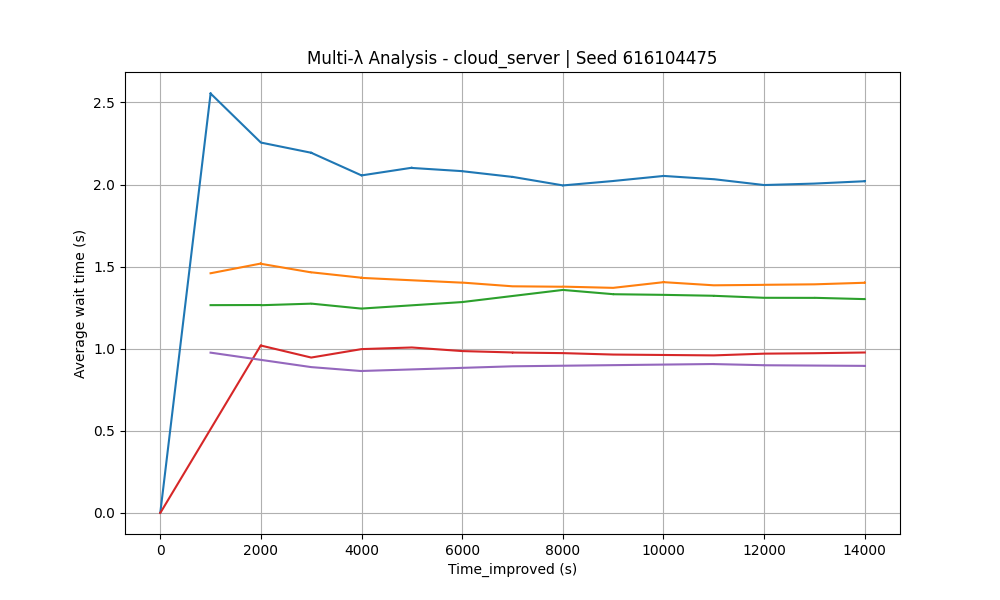 Multi-λ Analysis - cloud_server | Seed 616104475
Average wait time (s)
2.5
2.0
1.5
1.0
0.5
0.0
0 2000 4000 6000 8000 10000 12000 14000
Time_improved (s)